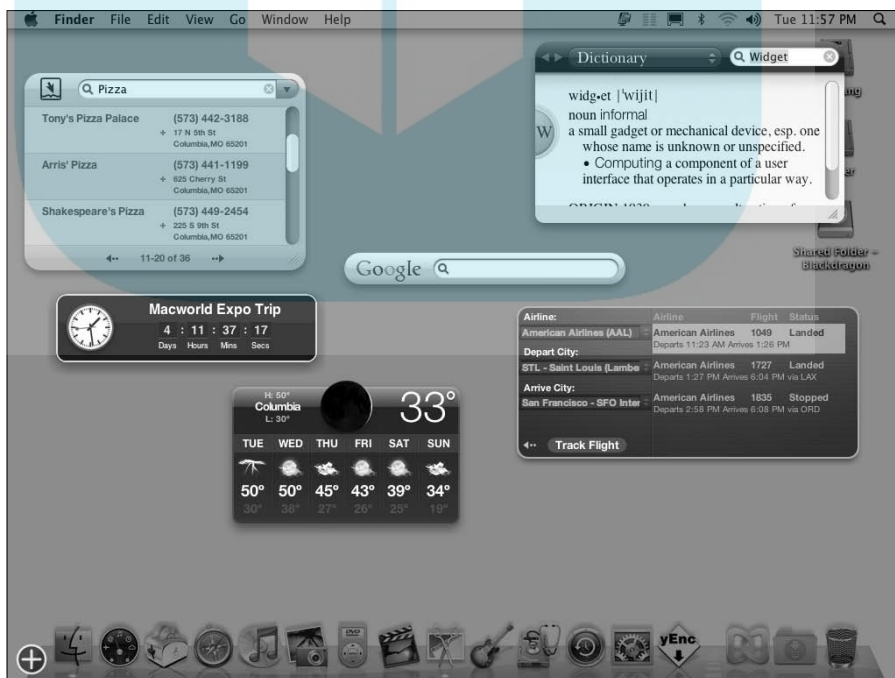 Finder File Edit View Go Window Help Tue 11:57 PM
Pizza
Tony's Pizza Palace (573) 442-3188
+ 17 N 5th St
Columbia, MO 65201
Arris' Pizza (573) 441-1199
+ 625 Cherry St
Columbia, MO 65201
Shakespeare's Pizza (573) 449-2454
+ 225 S 9th St
Columbia, MO 65201
11-20 of 36
Dictionary Widget
W
widg•et |ˈwijit|
noun informal
a small gadget or mechanical device, esp. one
whose name is unknown or unspecified.
• Computing a component of a user
interface that operates in a particular way.
Shared Folder –
Blackdragon
Google
Macworld Expo Trip
4 : 11 : 37 : 17
Days Hours Mins Secs
Airline: Airline Flight Status
American Airlines (AAL) American Airlines 1049 Landed
Departs 11:23 AM Arrives 1:26 PM
Depart City:
STL - Saint Louis (Lambe American Airlines 1727 Landed
Departs 1:27 PM Arrives 6:04 PM via LAX
Arrive City:
San Francisco - SFO Inter American Airlines 1835 Stopped
Departs 2:58 PM Arrives 6:08 PM via ORD
Track Flight
H: 50°
Columbia
L: 30°
33°
TUE WED THU FRI SAT SUN
50° 50° 45° 43° 39° 34°
30° 38° 27° 26° 25° 19°
DVD
yEnc